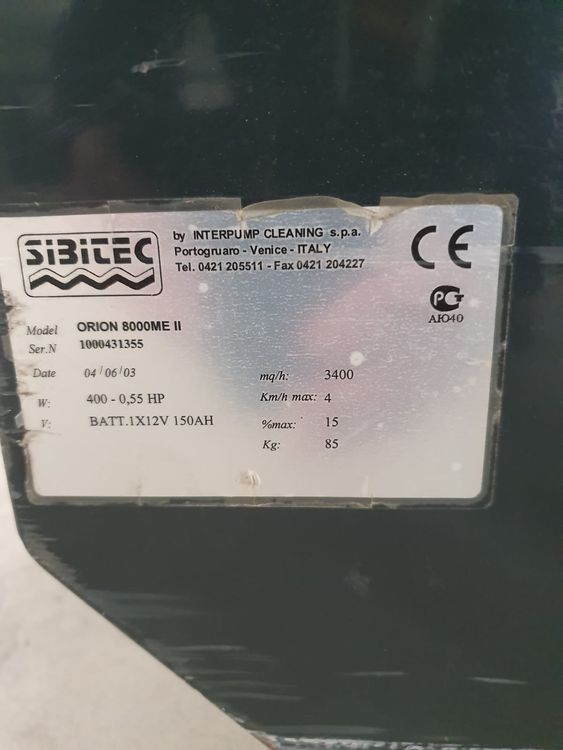 SiBiTEC
by INTERPUMP CLEANING s.p.a.
Portogruaro - Venice - ITALY
Tel. 0421 205511 - Fax 0421 204227
CE
РСТ
АЮ40
Model ORION 8000ME II
Ser.N 1000431355
Date 04/06/03
W: 400 - 0,55 HP
V: BATT.1X12V 150AH
mq/h: 3400
Km/h max: 4
%max: 15
Kg: 85